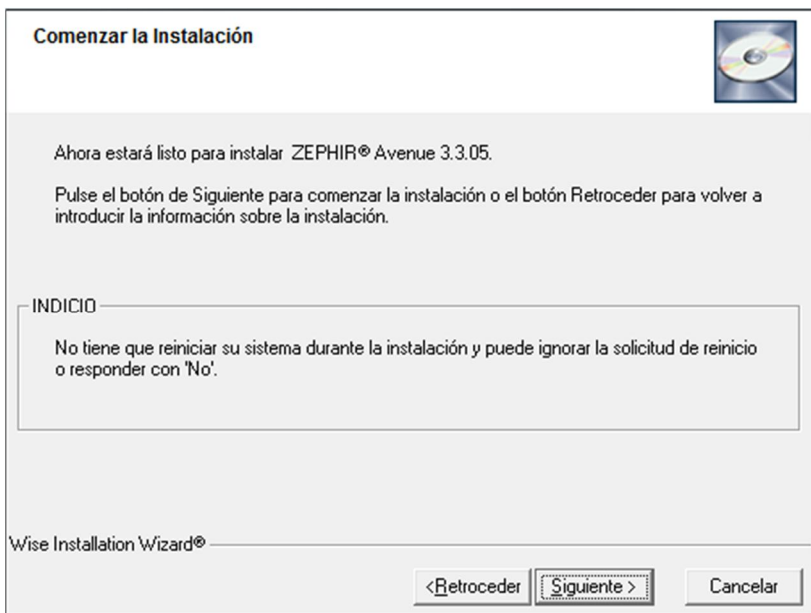 Comenzar la Instalación
Ahora estará listo para instalar ZEPHIR® Avenue 3.3.05.
Pulse el botón de Siguiente para comenzar la instalación o el botón Retroceder para volver a
introducir la información sobre la instalación.
INDICIO
No tiene que reiniciar su sistema durante la instalación y puede ignorar la solicitud de reinicio
o responder con 'No'.
Wise Installation Wizard®
<Retroceder Siguiente > Cancelar